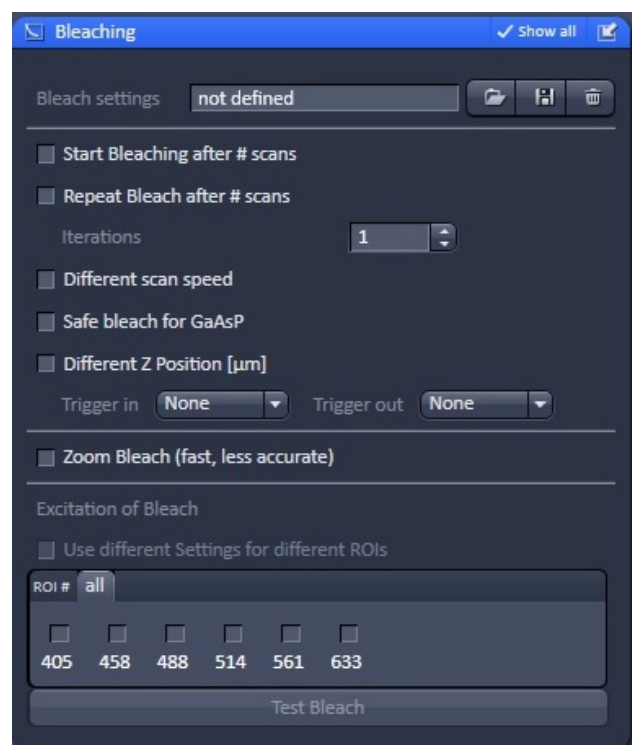 Bleaching Show all
Bleach settings not defined
Start Bleaching after # scans
Repeat Bleach after # scans
Iterations 1
Different scan speed
Safe bleach for GaAsP
Different Z Position [µm]
Trigger in None Trigger out None
Zoom Bleach (fast, less accurate)
Excitation of Bleach
Use different Settings for different ROIs
ROI # all
405 458 488 514 561 633
Test Bleach